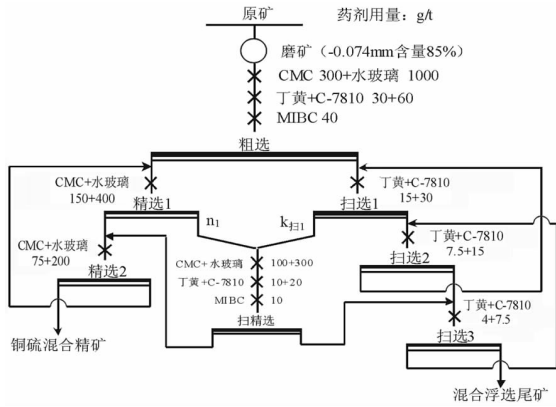 原矿
药剂用量：g/t
磨矿（-0.074mm含量85%）
CMC 300+水玻璃 1000
丁黄+C-7810 30+60
MIBC 40
粗选
CMC+水玻璃
150+400
丁黄+C-7810
15+30
精选1
n1
k扫1
扫选1
CMC+水玻璃
75+200
丁黄+C-7810
7.5+15
精选2
CMC+水玻璃 100+300
丁黄+C-7810 10+20
MIBC 10
扫选2
扫精选
丁黄+C-7810
4+7.5
铜硫混合精矿
扫选3
混合浮选尾矿